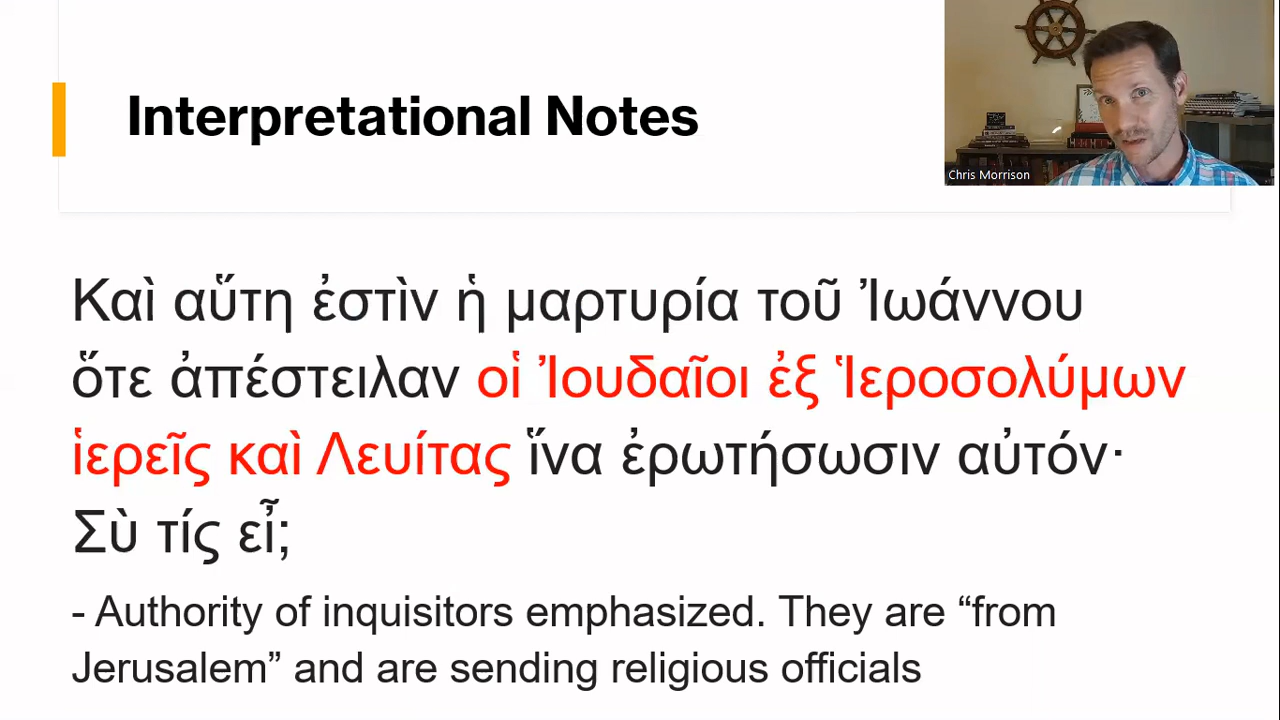 Interpretational Notes
Chris Morrison
Καὶ αὕτη ἐστὶν ἡ μαρτυρία τοῦ Ἰωάννου
ὅτε ἀπέστειλαν οἱ Ἰουδαῖοι ἐξ Ἱεροσολύμων
ἱερεῖς καὶ Λευίτας ἵνα ἐρωτήσωσιν αὐτόν·
Σὺ τίς εἶ;
- Authority of inquisitors emphasized. They are “from
Jerusalem” and are sending religious officials